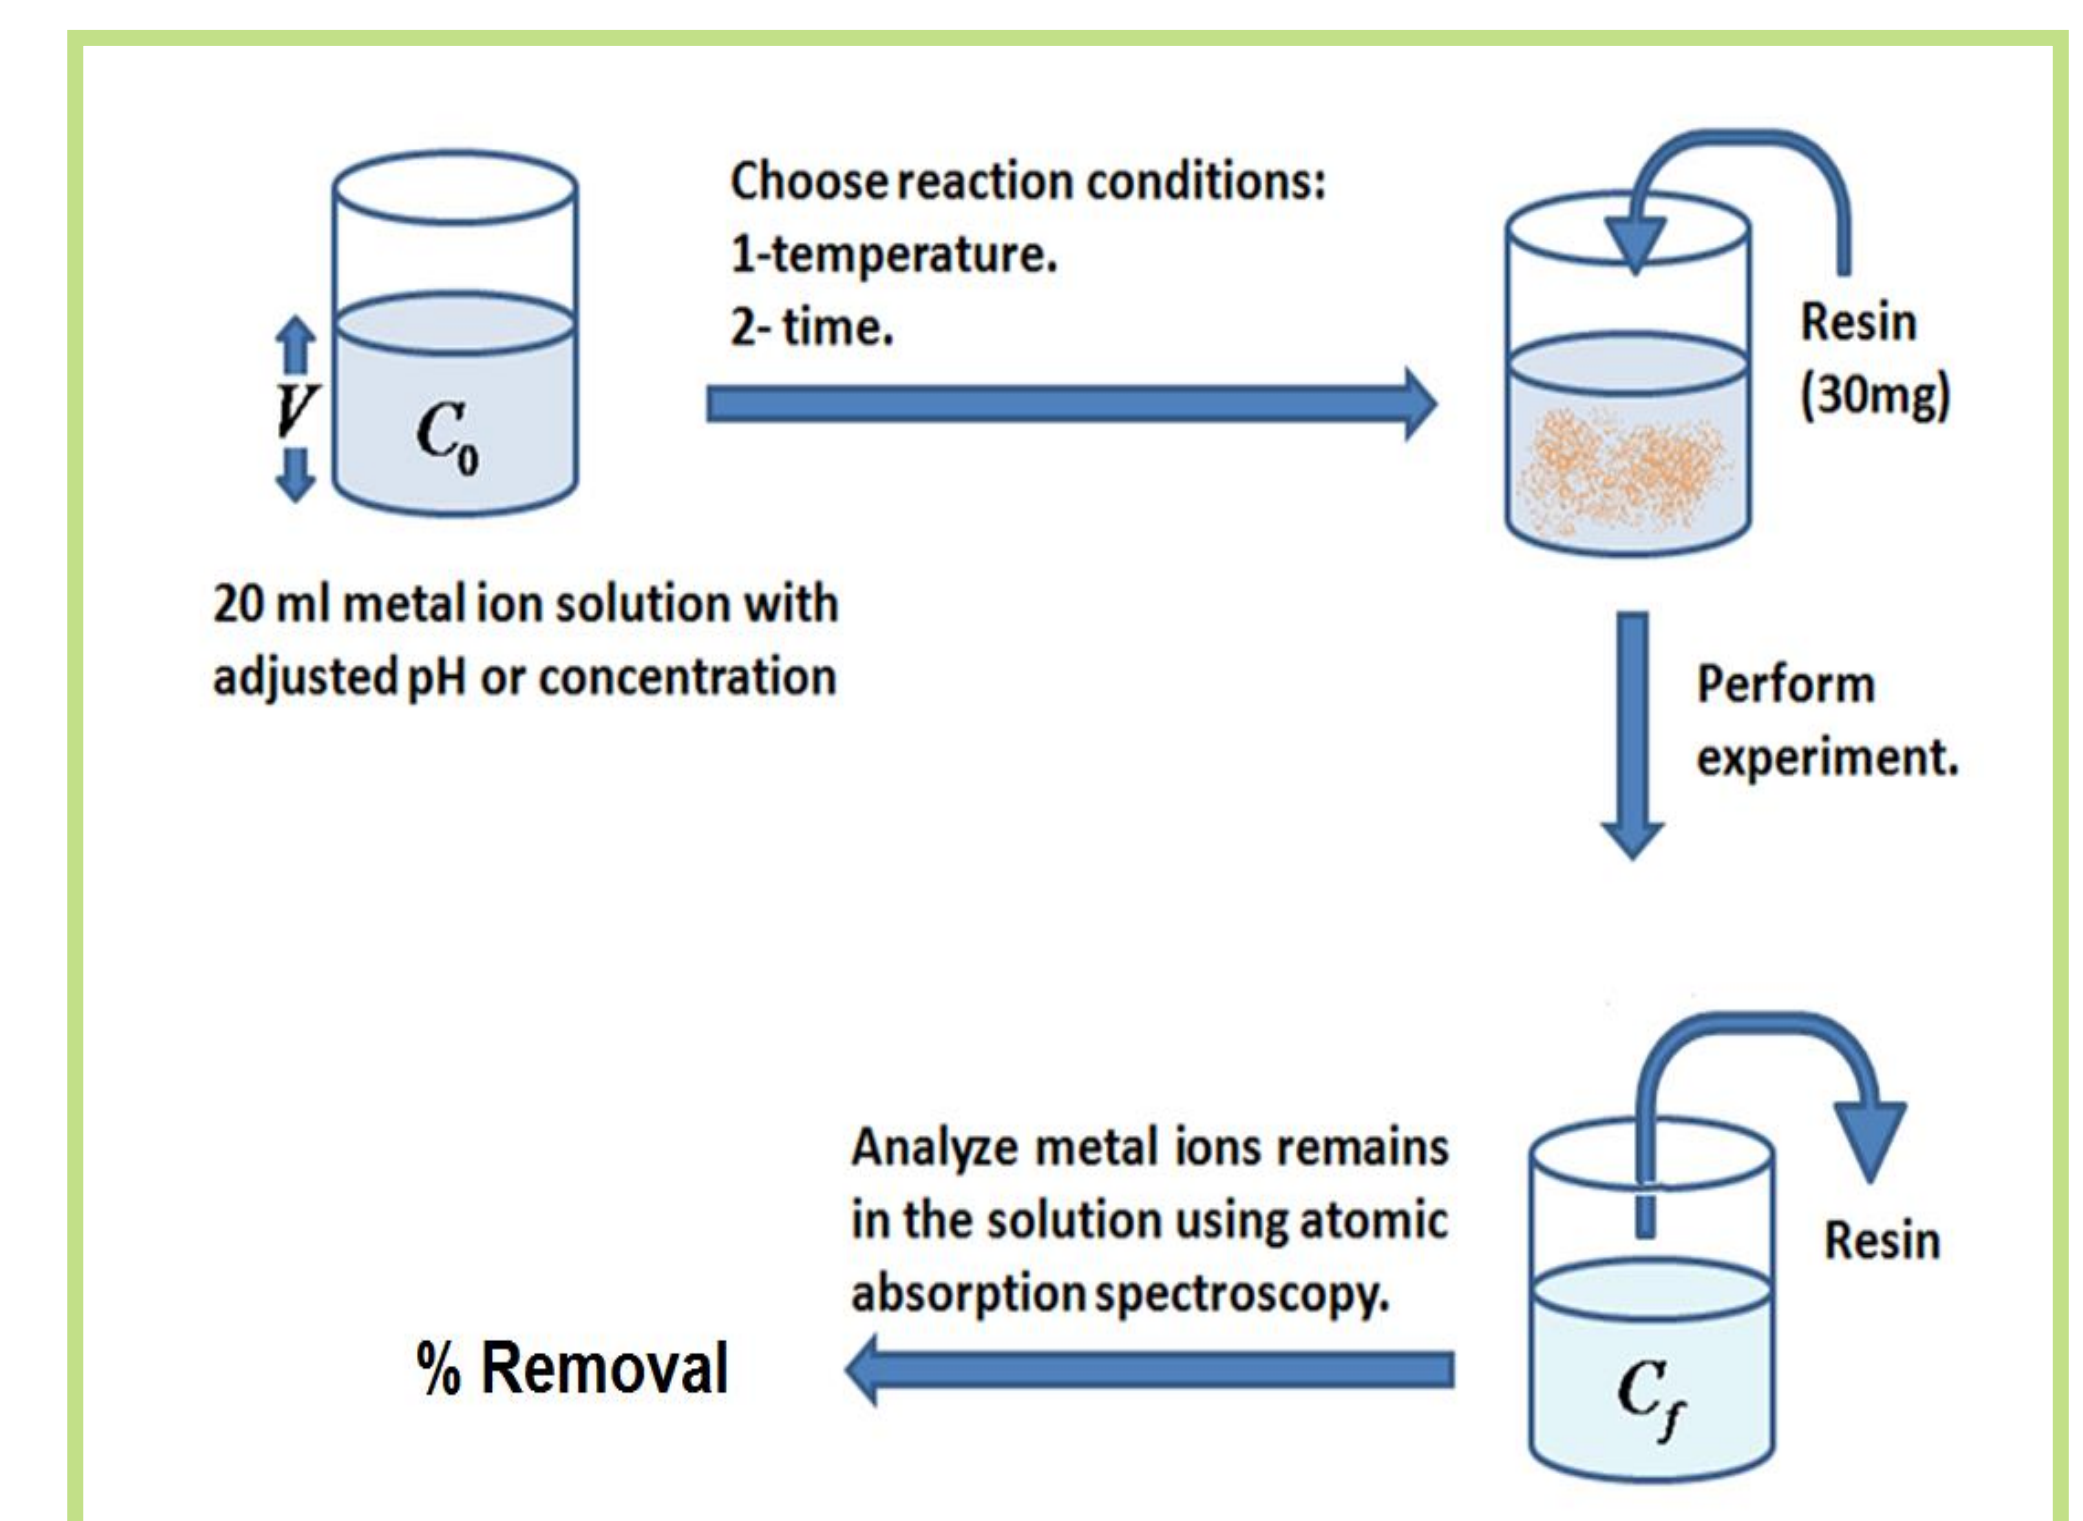 V
C0
20 ml metal ion solution with
adjusted pH or concentration
Choose reaction conditions:
1-temperature.
2- time.
Resin
(30mg)
Perform
experiment.
Resin
Cf
Analyze metal ions remains
in the solution using atomic
absorption spectroscopy.
% Removal